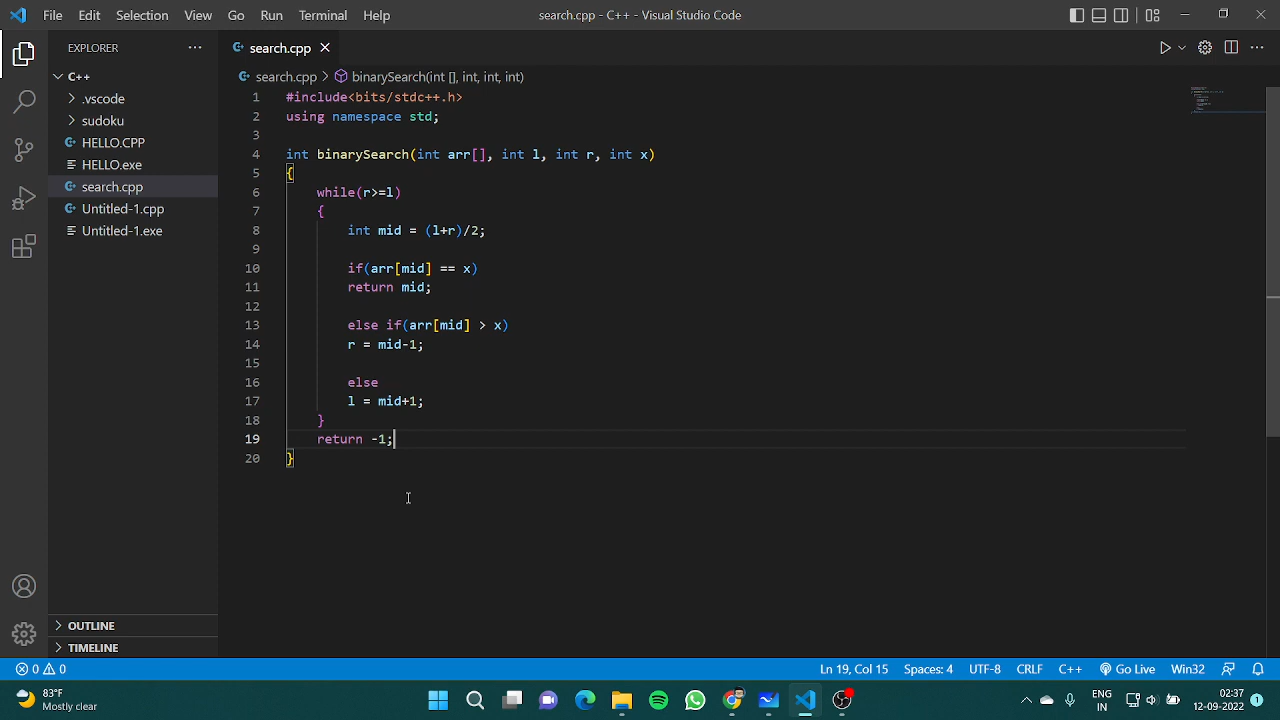 File Edit Selection View Go Run Terminal Help search.cpp - C++ - Visual Studio Code
EXPLORER
C++
.vscode
sudoku
HELLO.CPP
HELLO.exe
search.cpp
Untitled-1.cpp
Untitled-1.exe
OUTLINE
TIMELINE
search.cpp
search.cpp > binarySearch(int [], int, int, int)
1 #include<bits/stdc++.h>
2 using namespace std;
3
4 int binarySearch(int arr[], int l, int r, int x)
5 {
6 while(r>=l)
7 {
8 int mid = (l+r)/2;
9
10 if(arr[mid] == x)
11 return mid;
12
13 else if(arr[mid] > x)
14 r = mid-1;
15
16 else
17 l = mid+1;
18 }
19 return -1;
20 }
0 0 Ln 19, Col 15 Spaces: 4 UTF-8 CRLF C++ Go Live Win32
83°F
Mostly clear
ENG
IN
02:37
12-09-2022
1